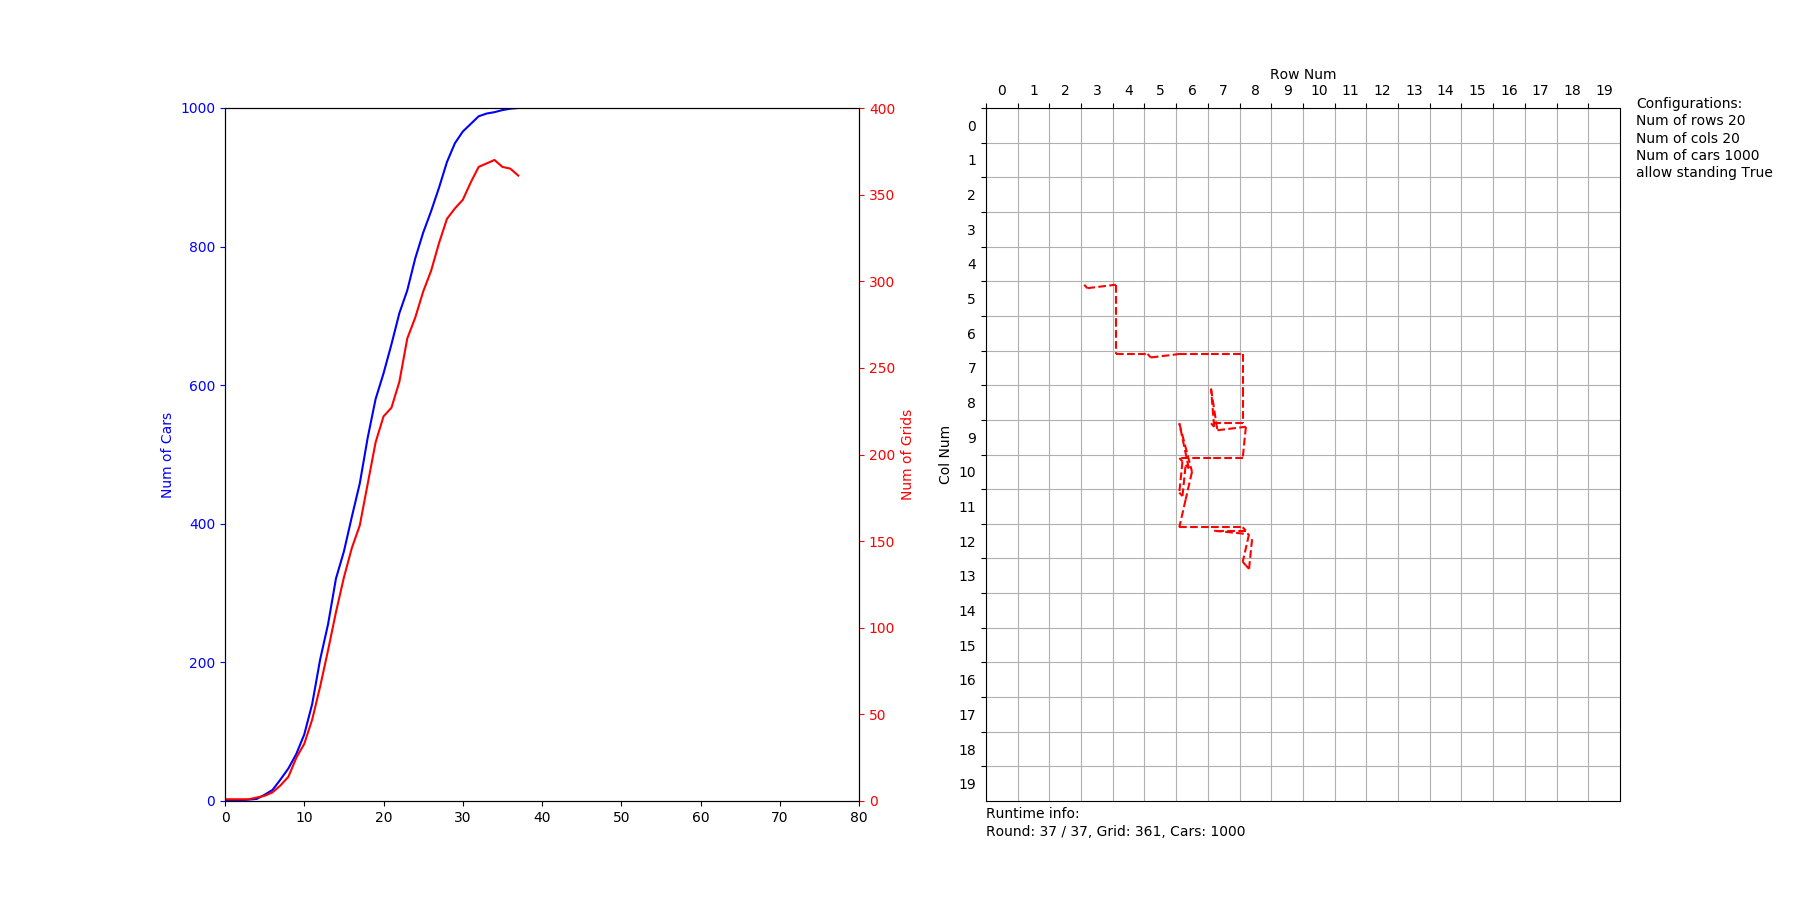 Row Num
0 1 2 3 4 5 6 7 8 9 10 11 12 13 14 15 16 17 18 19
Configurations:
Num of rows 20
Num of cols 20
Num of cars 1000
allow standing True
1000
800
600
400
200
0
Num of Cars
0 10 20 30 40 50 60 70 80
400
350
300
250
200
150
100
50
0
Num of Grids
Col Num
0
1
2
3
4
5
6
7
8
9
10
11
12
13
14
15
16
17
18
19
Runtime info:
Round: 37 / 37, Grid: 361, Cars: 1000